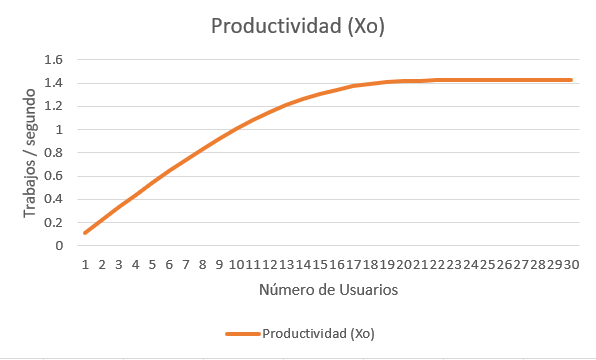 Productividad (Xo)
Trabajos / segundo
1.6
1.4
1.2
1
0.8
0.6
0.4
0.2
0
1 2 3 4 5 6 7 8 9 10 11 12 13 14 15 16 17 18 19 20 21 22 23 24 25 26 27 28 29 30
Número de Usuarios
Productividad (Xo)